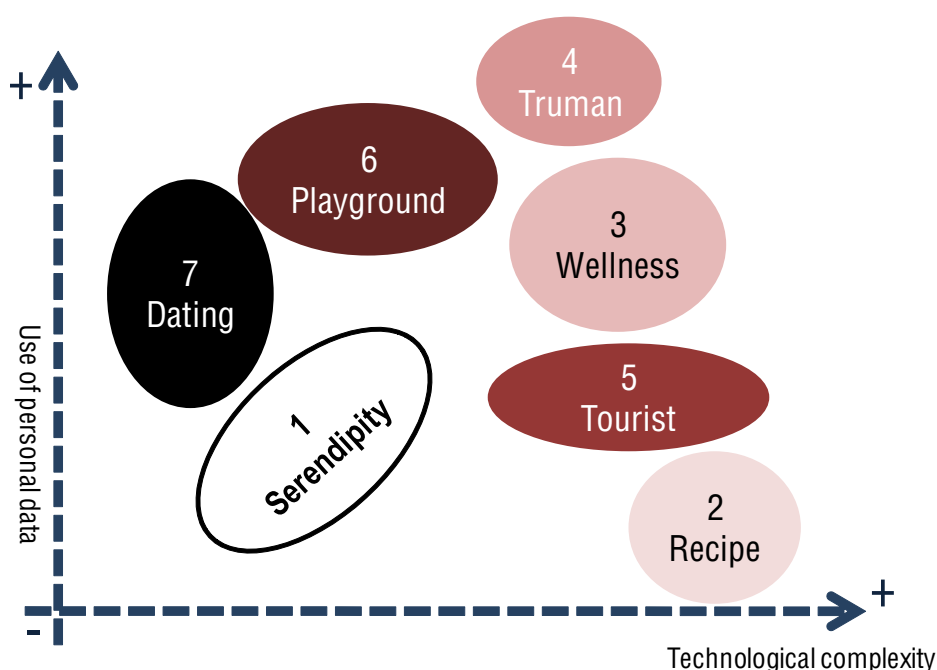 +
4
Truman
6
Playground
3
Wellness
7
Dating
Use of personal data
5
Tourist
1
Serendipity
2
Recipe
+
-
Technological complexity